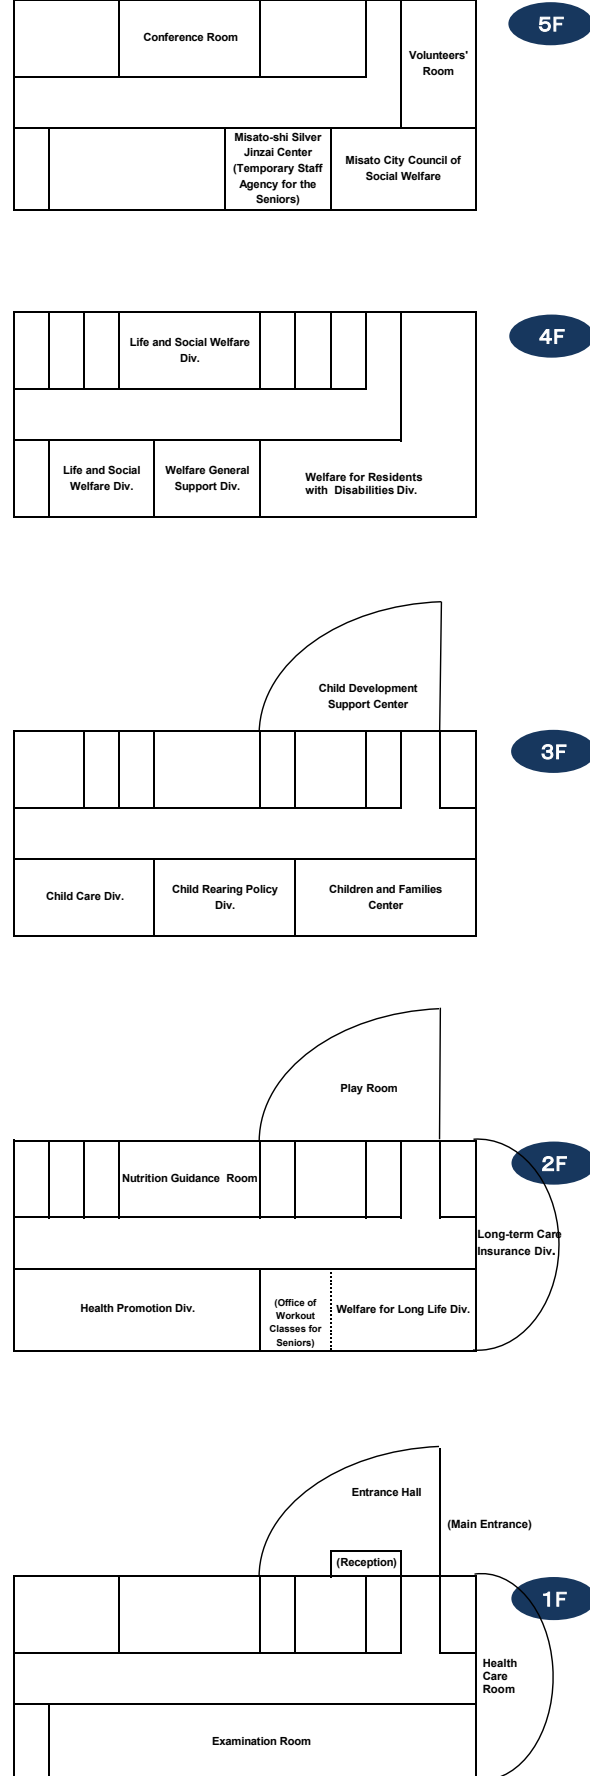 5F
Conference Room
Volunteers'
Room
Misato-shi Silver
Jinzai Center
(Temporary Staff
Agency for the
Seniors)
Misato City Council of
Social Welfare
4F
Life and Social Welfare
Div.
Life and Social
Welfare Div.
Welfare General
Support Div.
Welfare for Residents
with Disabilities Div.
3F
Child Development
Support Center
Child Care Div.
Child Rearing Policy
Div.
Children and Families
Center
2F
Play Room
Nutrition Guidance Room
Long-term Care
Insurance Div.
Health Promotion Div.
(Office of
Workout
Classes for
Seniors)
Welfare for Long Life Div.
Entrance Hall
(Main Entrance)
(Reception)
1F
Health
Care
Room
Examination Room